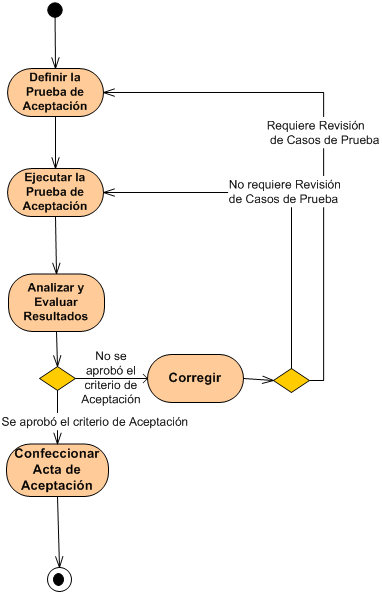 Definir la
Prueba de
Aceptación
Requiere Revisión
de Casos de Prueba
Ejecutar la
Prueba de
Aceptación
No requiere Revisión
de Casos de Prueba
Analizar y
Evaluar
Resultados
No se
aprobó el
criterio de
Aceptación
Corregir
Se aprobó el criterio de Aceptación
Confeccionar
Acta de
Aceptación